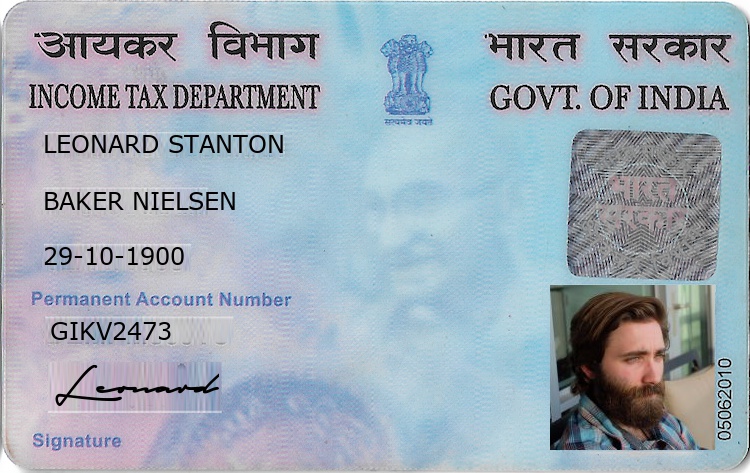 आयकर विभाग
भारत सरकार
INCOME TAX DEPARTMENT
GOVT. OF INDIA
सत्यमेव जयते
LEONARD STANTON
भारत
सरकार
BAKER NIELSEN
29-10-1900
Permanent Account Number
GIKV2473
Leonard
05062010
Signature